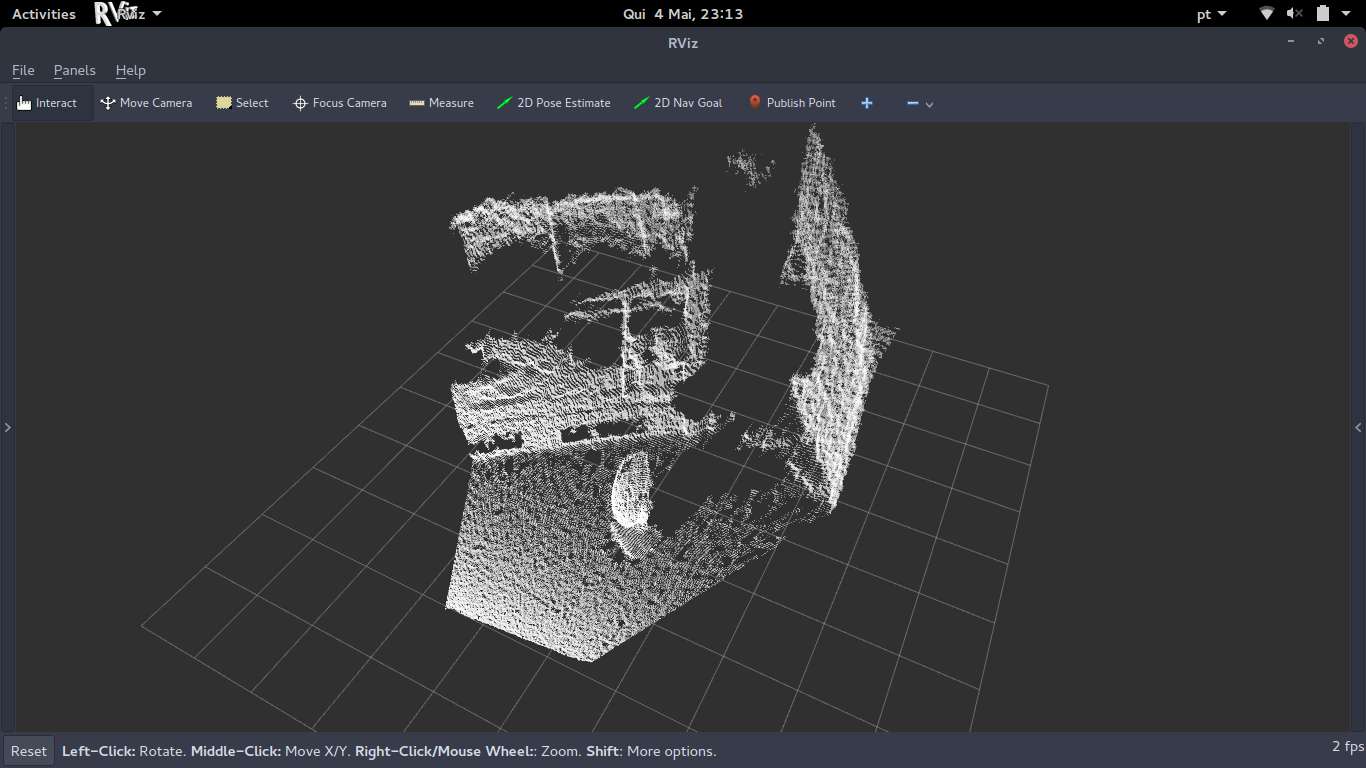 Activities RViz RViz Qui 4 Mai, 23:13 pt
RViz
File Panels Help
Interact Move Camera Select Focus Camera Measure 2D Pose Estimate 2D Nav Goal Publish Point
Reset Left-Click: Rotate. Middle-Click: Move X/Y. Right-Click/Mouse Wheel:: Zoom. Shift: More options. 2 fps